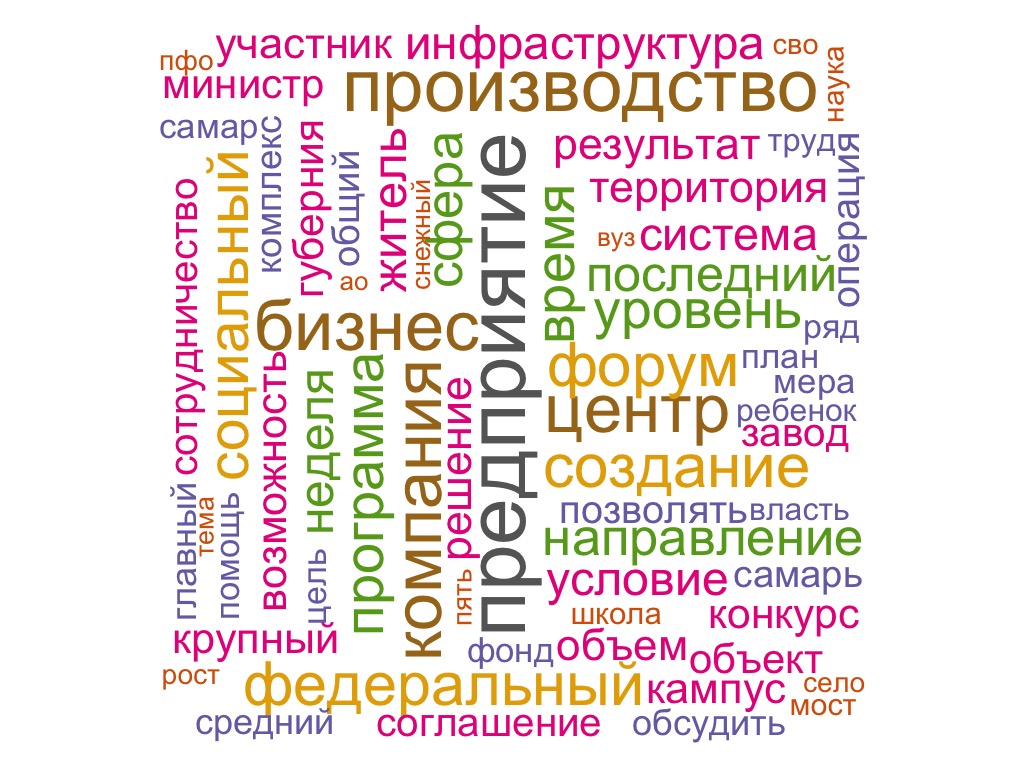 участник
инфраструктура
сво
пфо
министр
производство
наука
самар
комплекс
губерния
общий
житель
снежный
сфера
предприятие
результат
труд
операция
территория
вуз
система
время
последний
уровень
ряд
сотрудничество
социальный
ао
бизнес
форум
план
мера
центр
ребенок
завод
возможность
неделя
программа
компания
решение
создание
позволять
власть
направление
главный
тема
помощь
цель
пять
условие
самарь
школа
конкурс
крупный
фонд
объем
объект
рост
федеральный
кампус
село
мост
средний
соглашение
обсудить